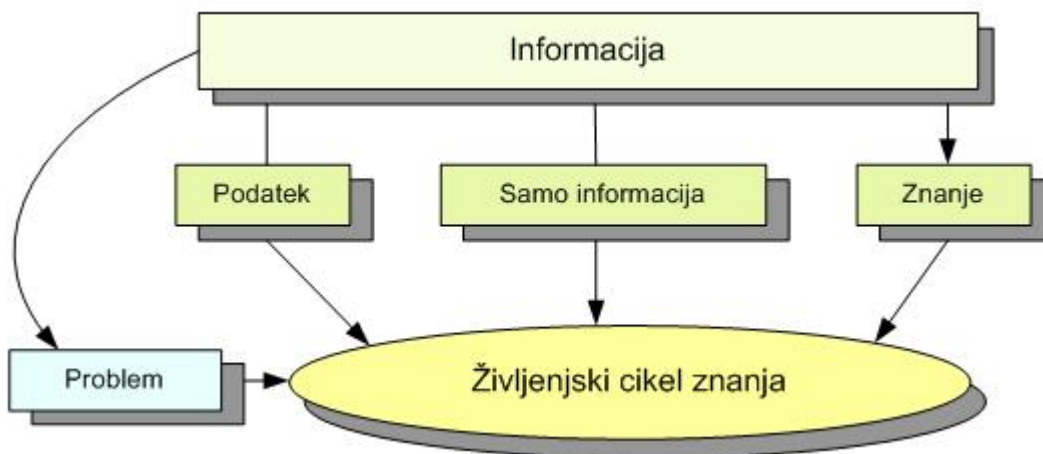 Informacija
Podatek
Samo informacija
Znanje
Problem
Življenjski cikel znanja